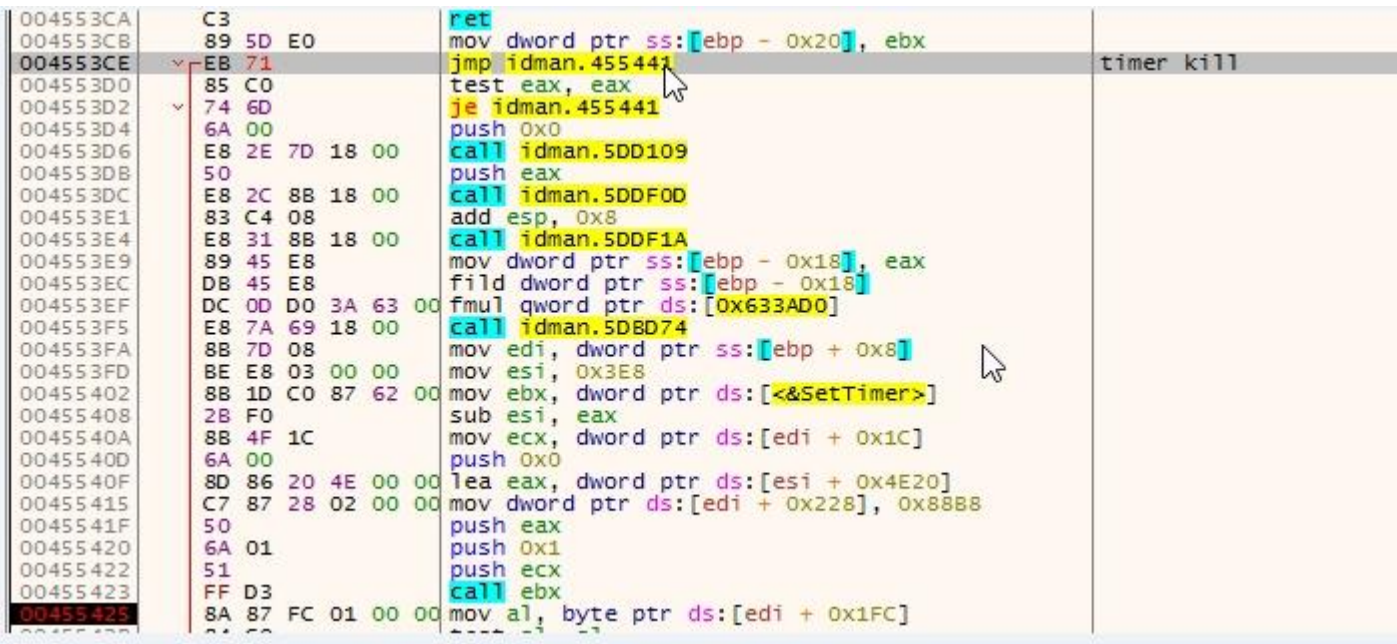 004553CA C3 ret
004553CB 89 5D E0 mov dword ptr ss:[ebp - 0x20], ebx
004553CE EB 71 jmp idman.455441 timer kill
004553D0 85 C0 test eax, eax
004553D2 74 6D je idman.455441
004553D4 6A 00 push 0x0
004553D6 E8 2E 7D 18 00 call idman.5DD109
004553DB 50 push eax
004553DC E8 2C 8B 18 00 call idman.5DDF0D
004553E1 83 C4 08 add esp, 0x8
004553E4 E8 31 8B 18 00 call idman.5DDF1A
004553E9 89 45 E8 mov dword ptr ss:[ebp - 0x18], eax
004553EC DB 45 E8 fild dword ptr ss:[ebp - 0x18]
004553EF DC 0D D0 3A 63 00 fmul qword ptr ds:[0x633AD0]
004553F5 E8 7A 69 18 00 call idman.5DBD74
004553FA 8B 7D 08 mov edi, dword ptr ss:[ebp + 0x8]
004553FD BE E8 03 00 00 mov esi, 0x3E8
00455402 8B 1D C0 87 62 00 mov ebx, dword ptr ds:[<&SetTimer>]
00455408 2B F0 sub esi, eax
0045540A 8B 4F 1C mov ecx, dword ptr ds:[edi + 0x1C]
0045540D 6A 00 push 0x0
0045540F 8D 86 20 4E 00 00 lea eax, dword ptr ds:[esi + 0x4E20]
00455415 C7 87 28 02 00 00 mov dword ptr ds:[edi + 0x228], 0x88B8
0045541F 50 push eax
00455420 6A 01 push 0x1
00455422 51 push ecx
00455423 FF D3 call ebx
00455425 8A 87 FC 01 00 00 mov al, byte ptr ds:[edi + 0x1FC]